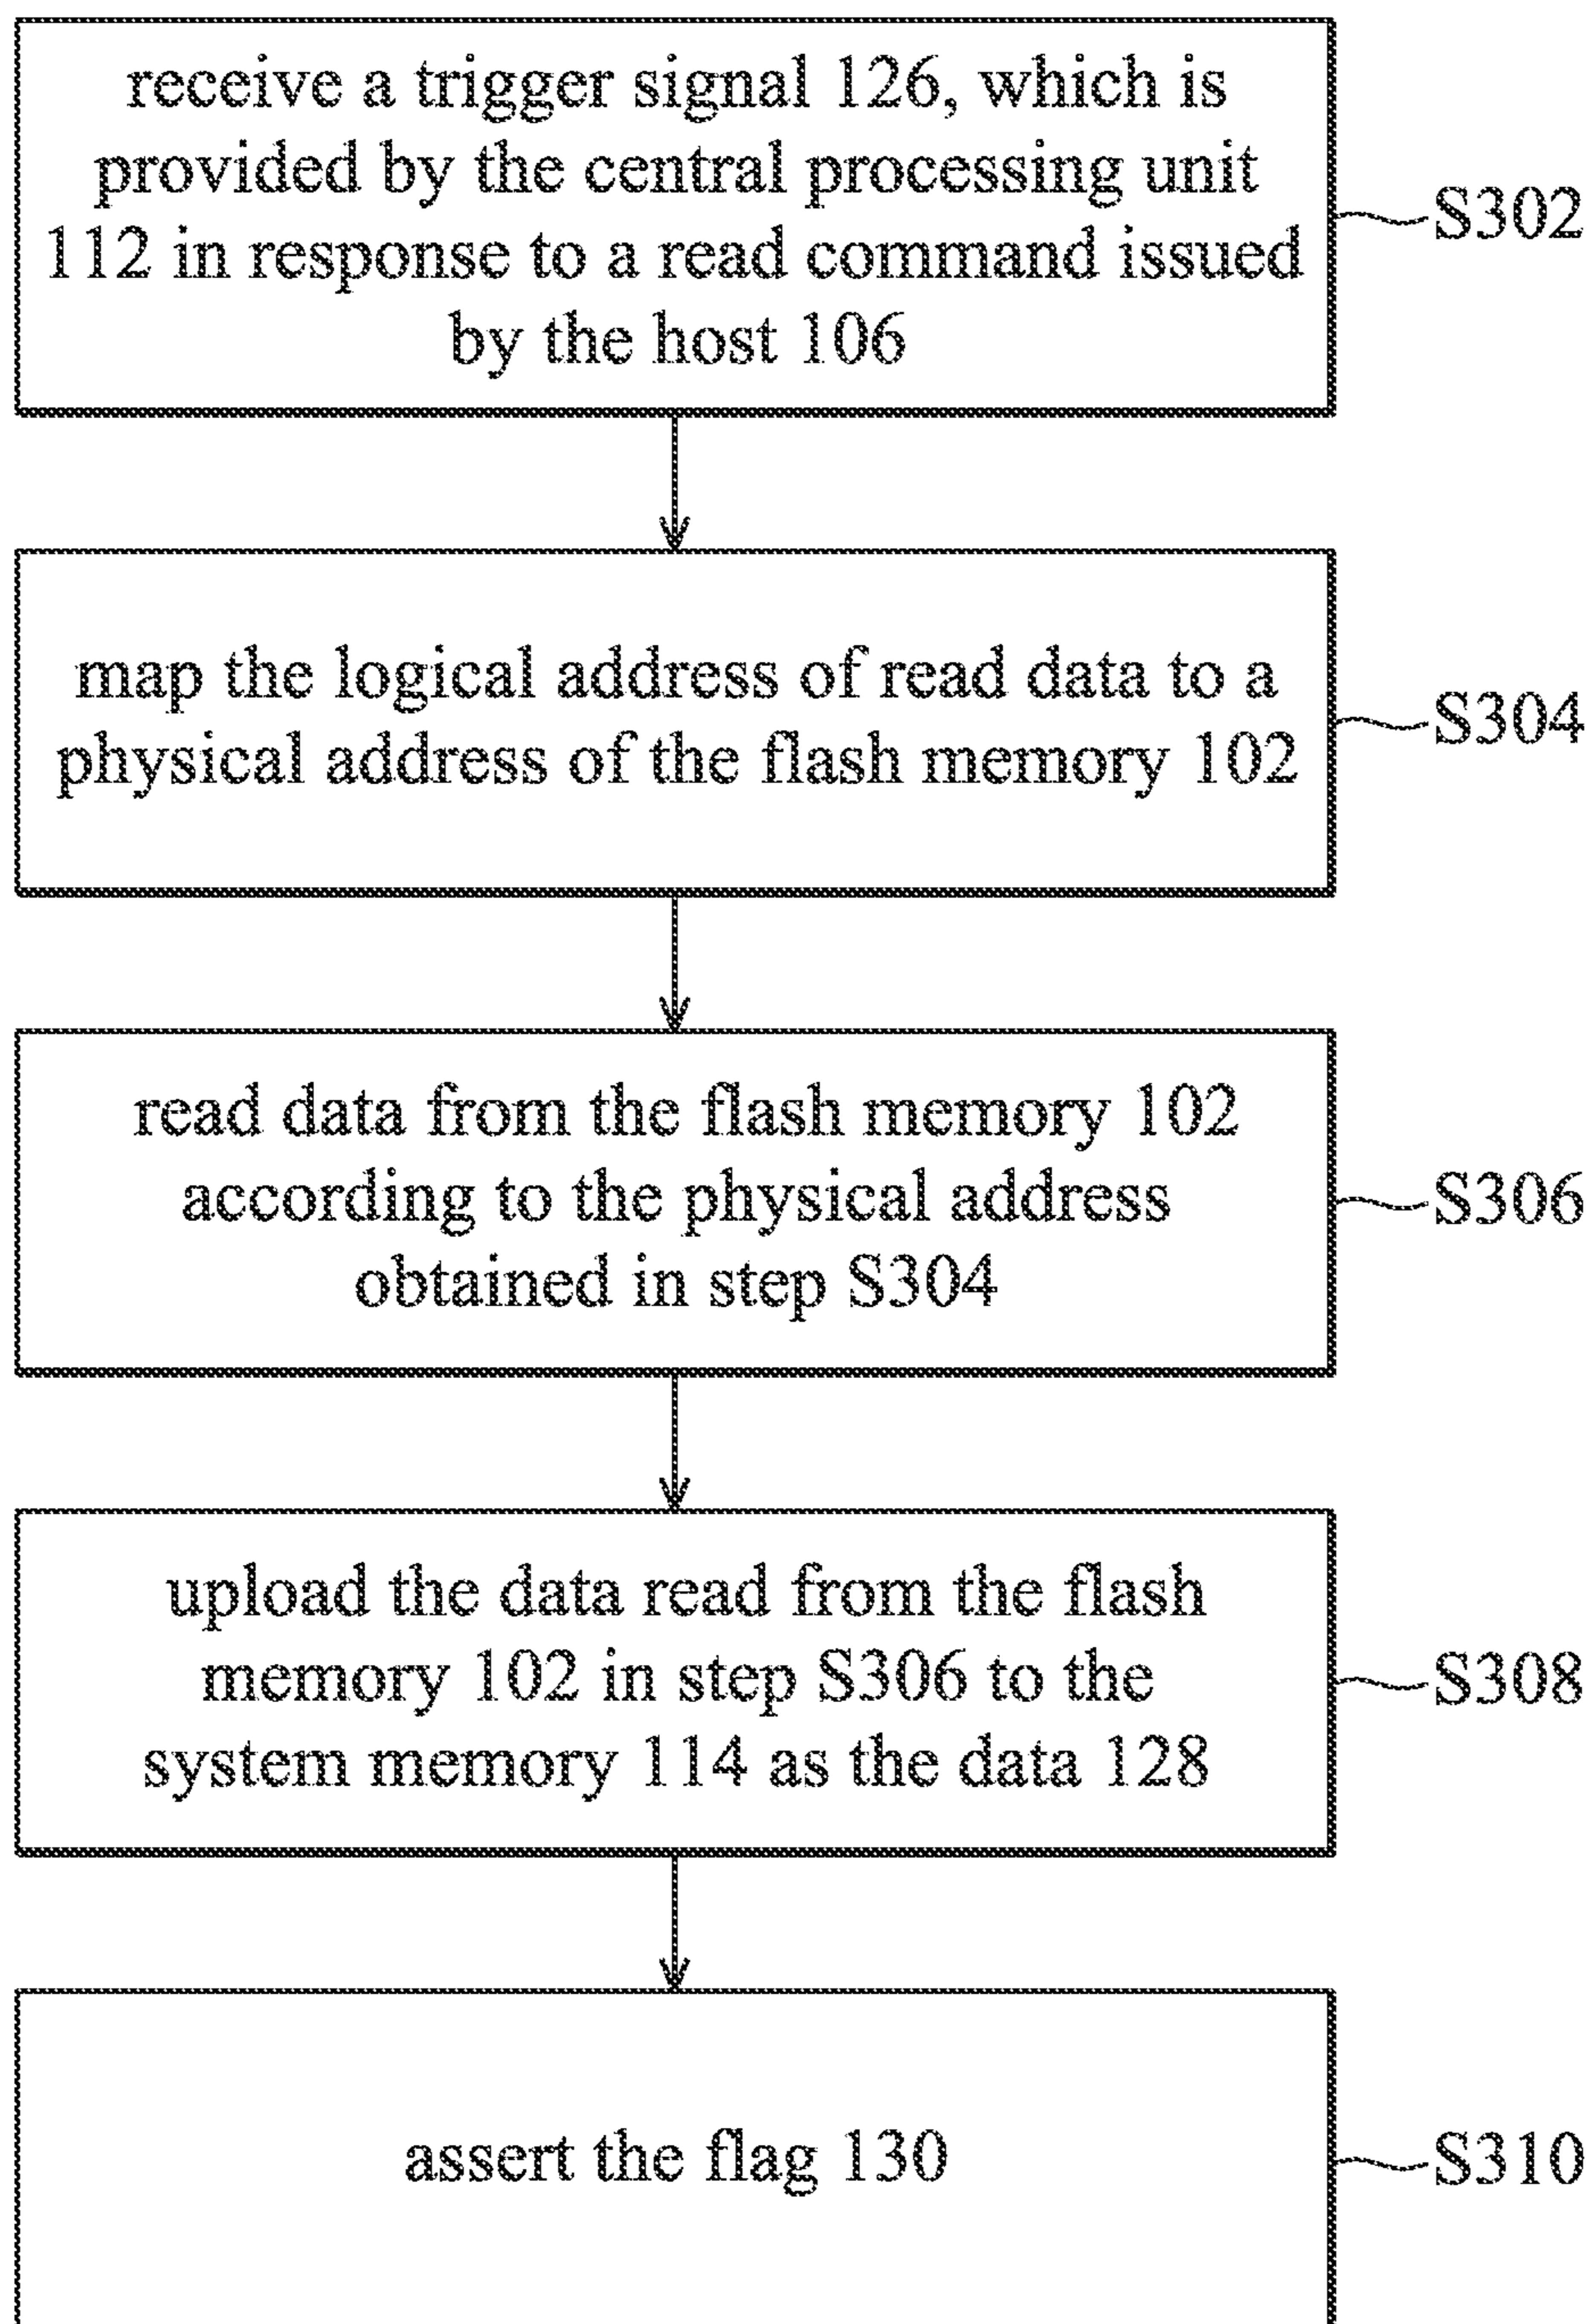 receive a trigger signal 126, which is
provided by the central processing unit
112 in response to a read command issued
by the host 106
S302
map the logical address of read data to a
physical address of the flash memory 102
S304
read data from the flash memory 102
according to the physical address
obtained in step S304
S306
upload the data read from the flash
memory 102 in step S306 to the
system memory 114 as the data 128
S308
assert the flag 130
S310